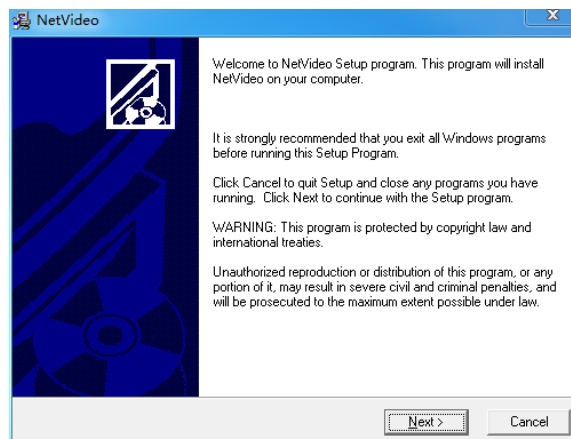 NetVideo
X
Welcome to NetVideo Setup program. This program will install
NetVideo on your computer.
It is strongly recommended that you exit all Windows programs
before running this Setup Program.
Click Cancel to quit Setup and close any programs you have
running. Click Next to continue with the Setup program.
WARNING: This program is protected by copyright law and
international treaties.
Unauthorized reproduction or distribution of this program, or any
portion of it, may result in severe civil and criminal penalties, and
will be prosecuted to the maximum extent possible under law.
Next >
Cancel